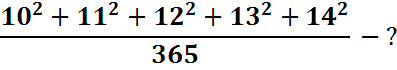 10² + 11² + 12² + 13² + 14²
365
– ?